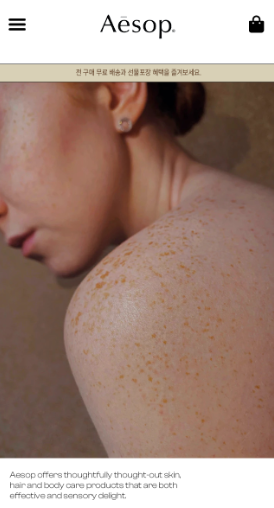 Aēsop.
전 구매 무료 배송과 선물포장 혜택을 즐겨보세요.
Aesop offers thoughtfully thought-out skin,
hair and body care products that are both
effective and sensory delight.